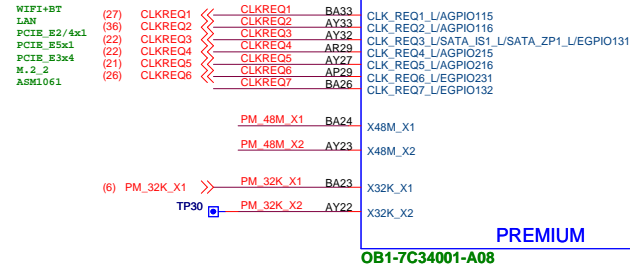 WIFI+BT (27) CLKREQ1 CLKREQ1 BA33 CLK_REQ1_L/AGPIO115
LAN (36) CLKREQ2 CLKREQ2 AY33 CLK_REQ2_L/AGPIO116
PCIE_E2/4x1 (22) CLKREQ3 CLKREQ3 AY32 CLK_REQ3_L/SATA_IS1_L/SATA_ZP1_L/EGPIO131
PCIE_E5x1 (22) CLKREQ4 CLKREQ4 AR29 CLK_REQ4_L/AGPIO215
PCIE_E3x4 (21) CLKREQ5 CLKREQ5 AY27 CLK_REQ5_L/AGPIO216
M.2_2 (26) CLKREQ6 CLKREQ6 AP29 CLK_REQ6_L/EGPIO231
ASM1061 CLKREQ7 BA26 CLK_REQ7_L/EGPIO132
PM_48M_X1 BA24 X48M_X1
PM_48M_X2 AY23 X48M_X2
(6) PM_32K_X1 PM_32K_X1 BA23 X32K_X1
TP30 PM_32K_X2 AY22 X32K_X2
PREMIUM
OB1-7C34001-A08